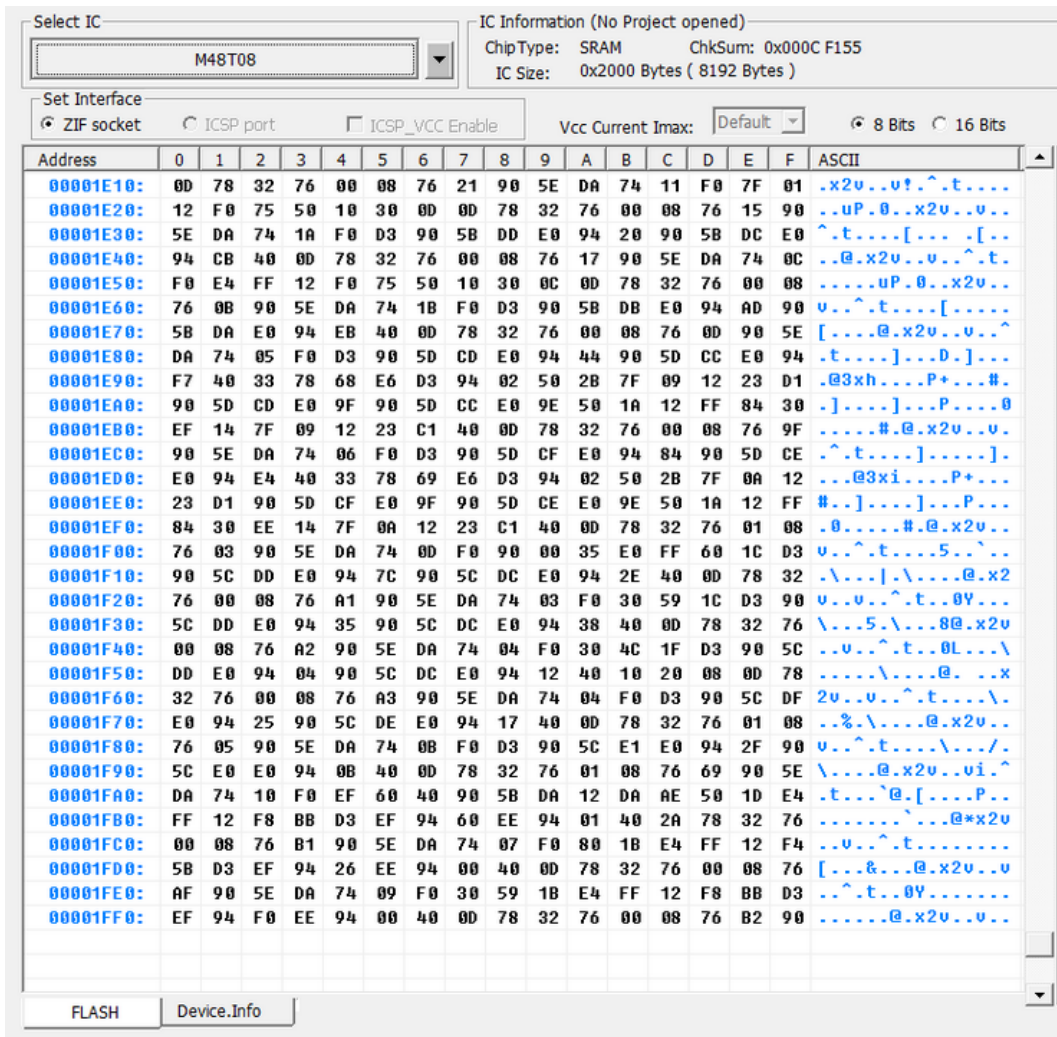 Select IC
M48T08
IC Information (No Project opened)
ChipType: SRAM ChkSum: 0x000C F155
IC Size: 0x2000 Bytes ( 8192 Bytes )
Set Interface
ZIF socket ICSP port ICSP_VCC Enable Vcc Current Imax: Default 8 Bits 16 Bits
Address 0 1 2 3 4 5 6 7 8 9 A B C D E F ASCII
00001E10: 0D 78 32 76 00 08 76 21 90 5E DA 74 11 F0 7F 01 .x2v..v!.^.t....
00001E20: 12 F0 75 50 10 30 0D 0D 78 32 76 00 08 76 15 90 ..uP.0..x2v..v..
00001E30: 5E DA 74 1A F0 D3 90 5B DD E0 94 20 90 5B DC E0 ^.t....[... .[..
00001E40: 94 CB 40 0D 78 32 76 00 08 76 17 90 5E DA 74 0C ..@.x2v..v..^.t.
00001E50: F0 E4 FF 12 F0 75 50 10 30 0C 0D 78 32 76 00 08 .....uP.0..x2v..
00001E60: 76 0B 90 5E DA 74 1B F0 D3 90 5B DB E0 94 AD 90 v..^.t....[.....
00001E70: 5B DA E0 94 EB 40 0D 78 32 76 00 08 76 0D 90 5E [....@.x2v..v..^
00001E80: DA 74 05 F0 D3 90 5D CD E0 94 44 90 5D CC E0 94 .t....]...D.]...
00001E90: F7 40 33 78 68 E6 D3 94 02 50 2B 7F 09 12 23 D1 .@3xh....P+...#.
00001EA0: 90 5D CD E0 9F 90 5D CC E0 9E 50 1A 12 FF 84 30 .]....]...P....0
00001EB0: EF 14 7F 09 12 23 C1 40 0D 78 32 76 00 08 76 9F .....#.@.x2v..v.
00001EC0: 90 5E DA 74 06 F0 D3 90 5D CF E0 94 84 90 5D CE .^.t....].....].
00001ED0: E0 94 E4 40 33 78 69 E6 D3 94 02 50 2B 7F 0A 12 ...@3xi....P+...
00001EE0: 23 D1 90 5D CF E0 9F 90 5D CE E0 9E 50 1A 12 FF #..]....]...P...
00001EF0: 84 30 EE 14 7F 0A 12 23 C1 40 0D 78 32 76 01 08 .0.....#.@.x2v..
00001F00: 76 03 90 5E DA 74 0D F0 90 00 35 E0 FF 60 1C D3 v..^.t....5..`..
00001F10: 90 5C DD E0 94 7C 90 5C DC E0 94 2E 40 0D 78 32 .\...|.\....@.x2
00001F20: 76 00 08 76 A1 90 5E DA 74 03 F0 30 59 1C D3 90 v..v..^.t..0Y...
00001F30: 5C DD E0 94 35 90 5C DC E0 94 38 40 0D 78 32 76 \...5.\...8@.x2v
00001F40: 00 08 76 A2 90 5E DA 74 04 F0 30 4C 1F D3 90 5C ..v..^.t..0L...\
00001F50: DD E0 94 04 90 5C DC E0 94 12 40 10 20 08 0D 78 .....\....@. ..x
00001F60: 32 76 00 08 76 A3 90 5E DA 74 04 F0 D3 90 5C DF 2v..v..^.t....\.
00001F70: E0 94 25 90 5C DE E0 94 17 40 0D 78 32 76 01 08 ..%.\....@.x2v..
00001F80: 76 05 90 5E DA 74 0B F0 D3 90 5C E1 E0 94 2F 90 v..^.t....\.../.
00001F90: 5C E0 E0 94 0B 40 0D 78 32 76 01 08 76 69 90 5E \....@.x2v..vi.^
00001FA0: DA 74 10 F0 EF 60 40 90 5B DA 12 DA AE 50 1D E4 .t...`@.[....P..
00001FB0: FF 12 F8 BB D3 EF 94 60 EE 94 01 40 2A 78 32 76 .......`...@*x2v
00001FC0: 00 08 76 B1 90 5E DA 74 07 F0 80 1B E4 FF 12 F4 ..v..^.t........
00001FD0: 5B D3 EF 94 26 EE 94 00 40 0D 78 32 76 00 08 76 [...&...@.x2v..v
00001FE0: AF 90 5E DA 74 09 F0 30 59 1B E4 FF 12 F8 BB D3 ..^.t..0Y.......
00001FF0: EF 94 F0 EE 94 00 40 0D 78 32 76 00 08 76 B2 90 ......@.x2v..v..
FLASH Device.Info